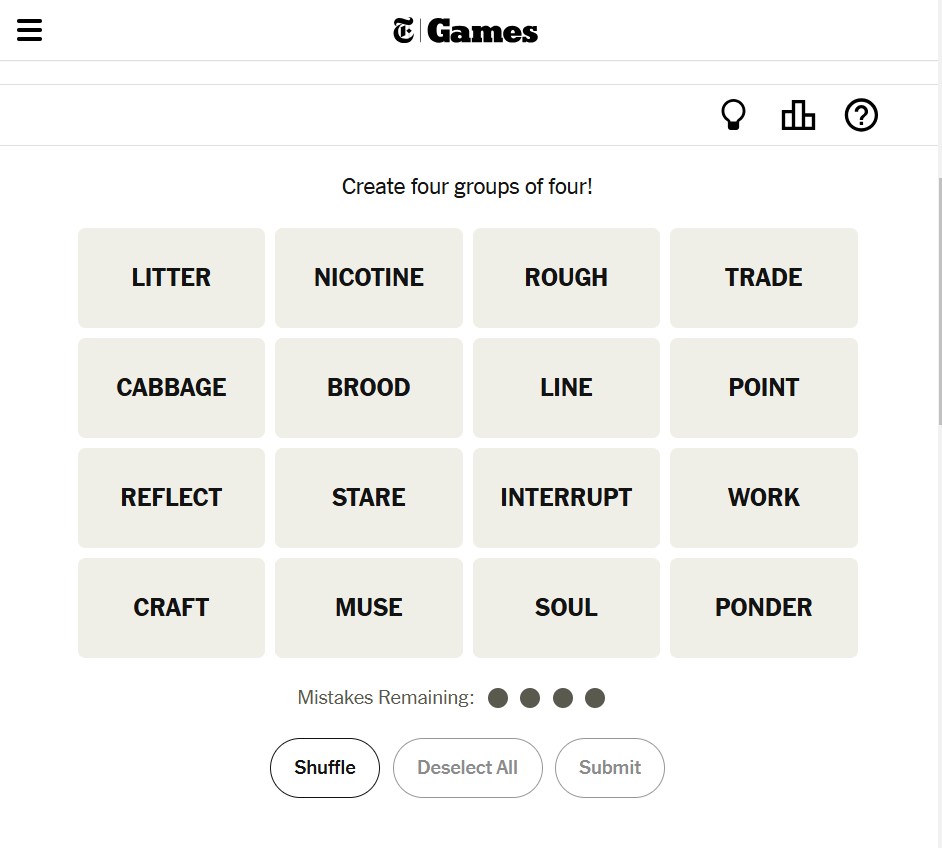 Games
Create four groups of four!
LITTER NICOTINE ROUGH TRADE
CABBAGE BROOD LINE POINT
REFLECT STARE INTERRUPT WORK
CRAFT MUSE SOUL PONDER
Mistakes Remaining:
Shuffle Deselect All Submit